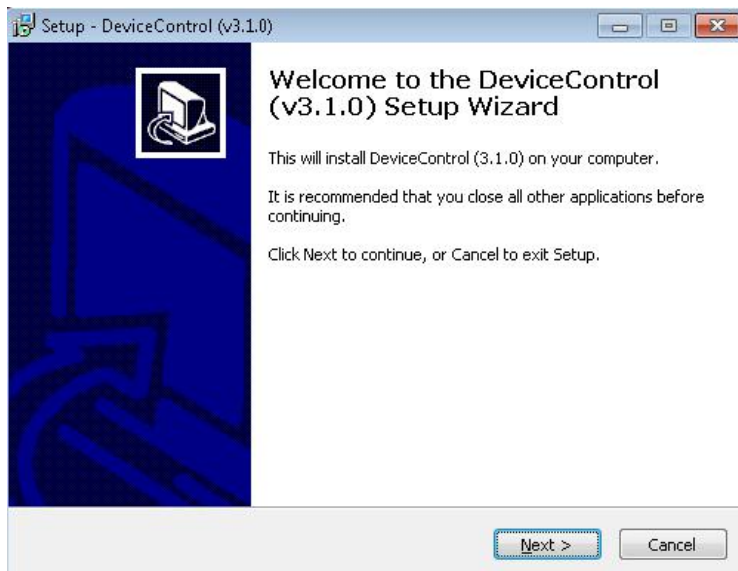 Setup - DeviceControl (v3.1.0)
Welcome to the DeviceControl
(v3.1.0) Setup Wizard
This will install DeviceControl (3.1.0) on your computer.
It is recommended that you close all other applications before
continuing.
Click Next to continue, or Cancel to exit Setup.
Next >
Cancel